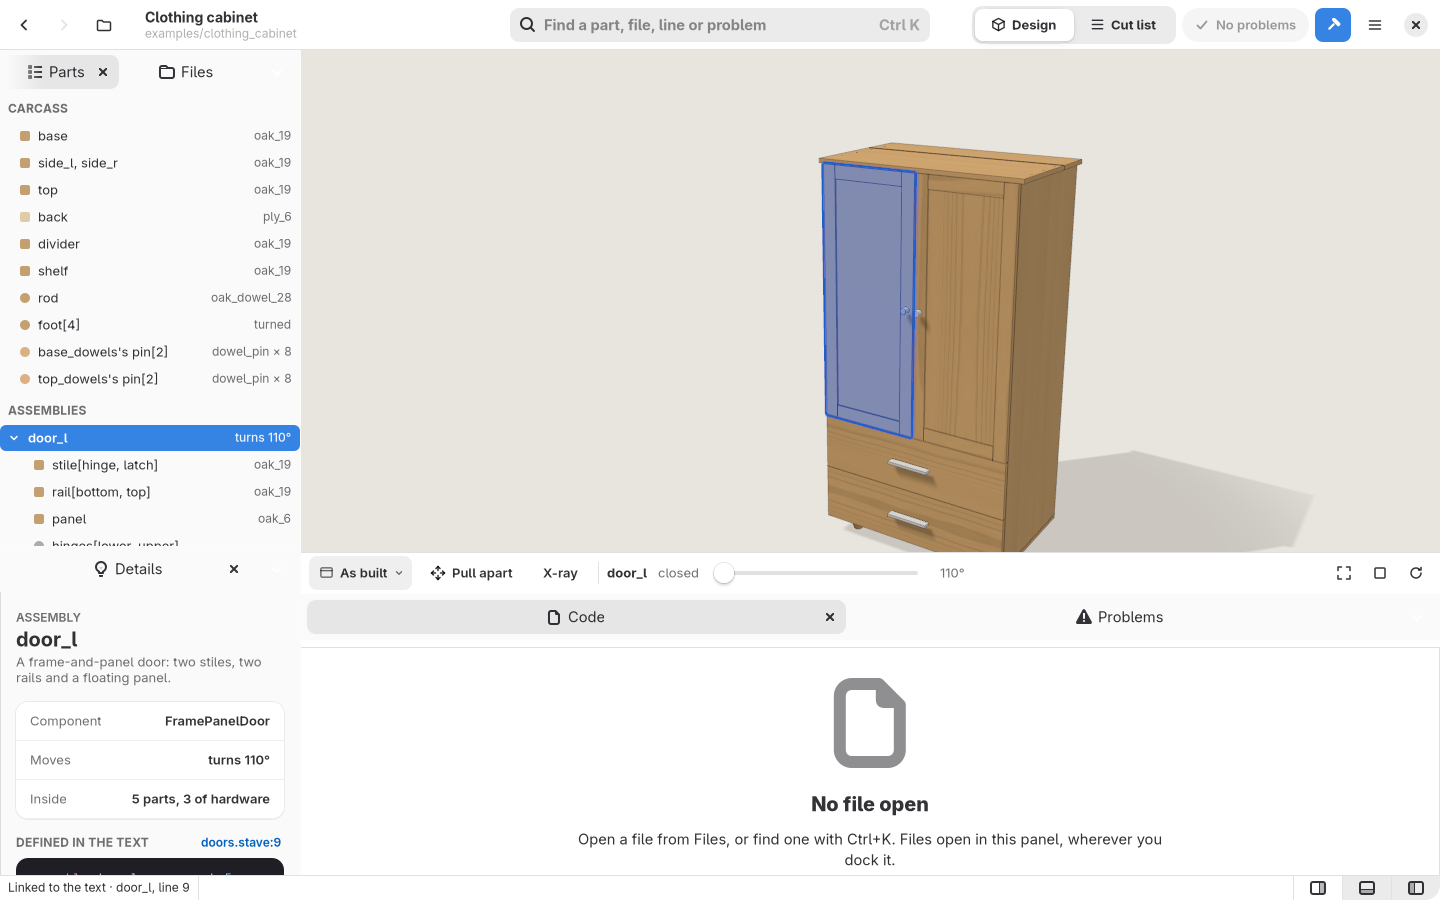 Clothing cabinet
examples/clothing_cabinet
Find a part, file, line or problem
Ctrl K
Design
Cut list
No problems
Parts
Files
CARCASS
base
oak_19
side_l, side_r
oak_19
top
oak_19
back
ply_6
divider
oak_19
shelf
oak_19
rod
oak_dowel_28
foot[4]
turned
base_dowels's pin[2]
dowel_pin × 8
top_dowels's pin[2]
dowel_pin × 8
ASSEMBLIES
door_l
turns 110°
stile[hinge, latch]
oak_19
rail[bottom, top]
oak_19
panel
oak_6
hinges[lower, upper]
As built
Pull apart
X-ray
door_l
closed
110°
Details
ASSEMBLY
door_l
A frame-and-panel door: two stiles, two
rails and a floating panel.
Component
FramePanelDoor
Moves
turns 110°
Inside
5 parts, 3 of hardware
DEFINED IN THE TEXT
doors.stave:9
Code
Problems
No file open
Open a file from Files, or find one with Ctrl+K. Files open in this panel, wherever you
dock it.
Linked to the text · door_l, line 9